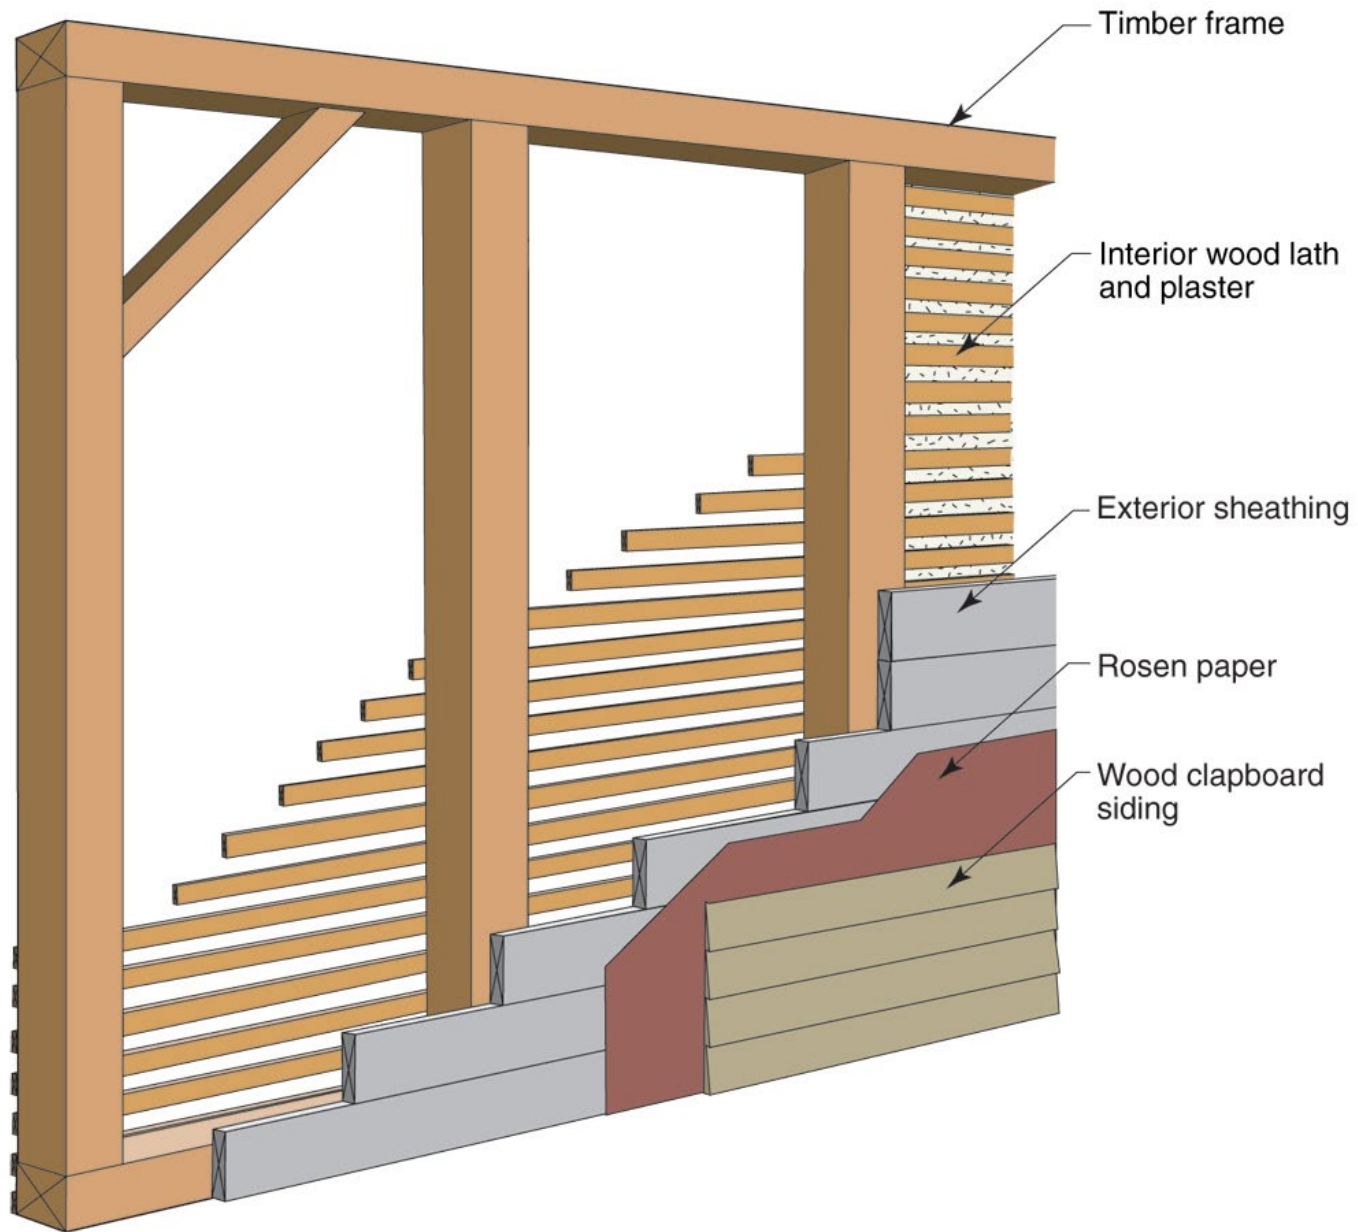 Timber frame
Interior wood lath
and plaster
Exterior sheathing
Rosen paper
Wood clapboard
siding